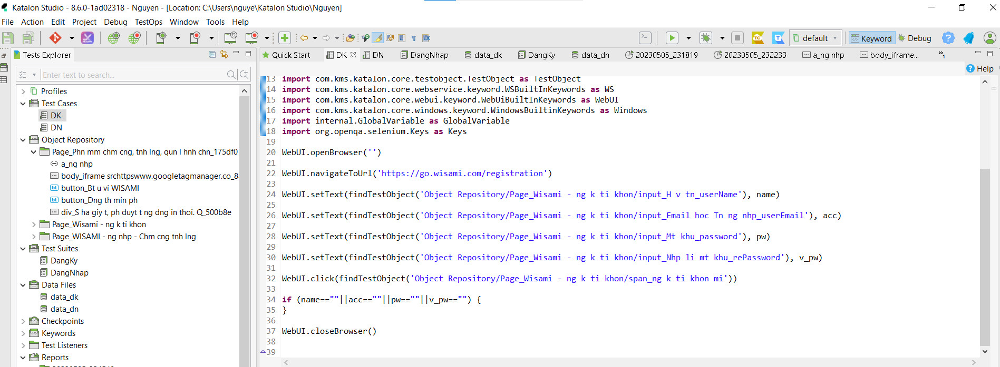 Katalon Studio - 8.6.0-1ad02318 - Nguyen - [Location: C:\Users\nguye\Katalon Studio\Nguyen]
File Action Edit Project Debug TestOps Window Tools Help
default Keyword Debug
Tests Explorer
Quick Start DK DN DangNhap data_dk DangKy data_dn 20230505_231819 20230505_232233 a_ng nhp body_iframe... »1
Help
Enter text to search...
Profiles
Test Cases
DK
DN
Object Repository
Page_Phn mm chm cng, tnh lng, qun l hnh chn_175df0
a_ng nhp
body_iframe srchttpswww.googletagmanager.co_8
button_Bt u vi WISAMI
button_Dng th min ph
div_S ha giy t, ph duyt t ng dng in thoi. Q_500b8e
Page_Wisami - ng k ti khon
Page_WISAMI - ng nhp - Chm cng tnh lng
Test Suites
DangKy
DangNhap
Data Files
data_dk
data_dn
Checkpoints
Keywords
Test Listeners
Reports
13 import com.kms.katalon.core.testobject.TestObject as TestObject
14 import com.kms.katalon.core.webservice.keyword.WSBuiltInKeywords as WS
15 import com.kms.katalon.core.webui.keyword.WebUiBuiltInKeywords as WebUI
16 import com.kms.katalon.core.windows.keyword.WindowsBuiltinKeywords as Windows
17 import internal.GlobalVariable as GlobalVariable
18 import org.openqa.selenium.Keys as Keys
19
20 WebUI.openBrowser('')
21
22 WebUI.navigateToUrl('https://go.wisami.com/registration')
23
24 WebUI.setText(findTestObject('Object Repository/Page_Wisami - ng k ti khon/input_H v tn_userName'), name)
25
26 WebUI.setText(findTestObject('Object Repository/Page_Wisami - ng k ti khon/input_Email hoc Tn ng nhp_userEmail'), acc)
27
28 WebUI.setText(findTestObject('Object Repository/Page_Wisami - ng k ti khon/input_Mt khu_password'), pw)
29
30 WebUI.setText(findTestObject('Object Repository/Page_Wisami - ng k ti khon/input_Nhp li mt khu_rePassword'), v_pw)
31
32 WebUI.click(findTestObject('Object Repository/Page_Wisami - ng k ti khon/span_ng k ti khon mi'))
33
34 if (name==""||acc==""||pw==""||v_pw=="") {
35 }
36
37 WebUI.closeBrowser()
38
39